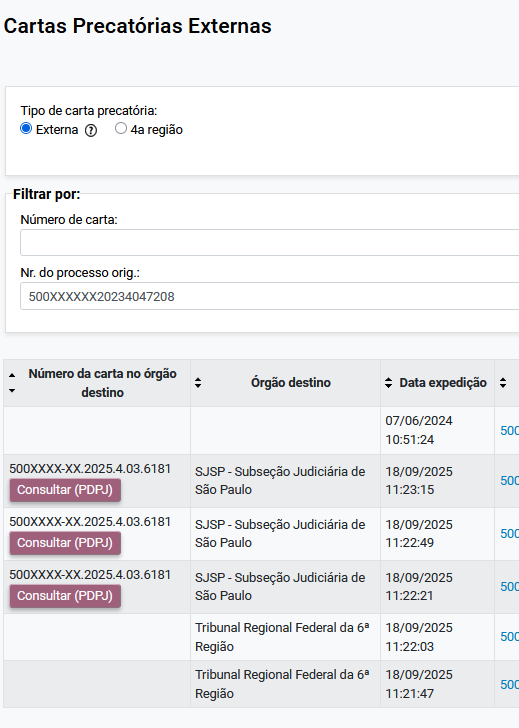 Cartas Precatórias Externas
Tipo de carta precatória:
Externa ? 4a região
Filtrar por:
Número de carta:
Nr. do processo orig.:
500XXXXXX20234047208
Número da carta no órgão
destino
Órgão destino
Data expedição
07/06/2024
10:51:24
500
500XXXX-XX.2025.4.03.6181
Consultar (PDPJ)
SJSP - Subseção Judiciária de
São Paulo
18/09/2025
11:23:15
500
500XXXX-XX.2025.4.03.6181
Consultar (PDPJ)
SJSP - Subseção Judiciária de
São Paulo
18/09/2025
11:22:49
500
500XXXX-XX.2025.4.03.6181
Consultar (PDPJ)
SJSP - Subseção Judiciária de
São Paulo
18/09/2025
11:22:21
500
Tribunal Regional Federal da 6ª
Região
18/09/2025
11:22:03
500
Tribunal Regional Federal da 6ª
Região
18/09/2025
11:21:47
500